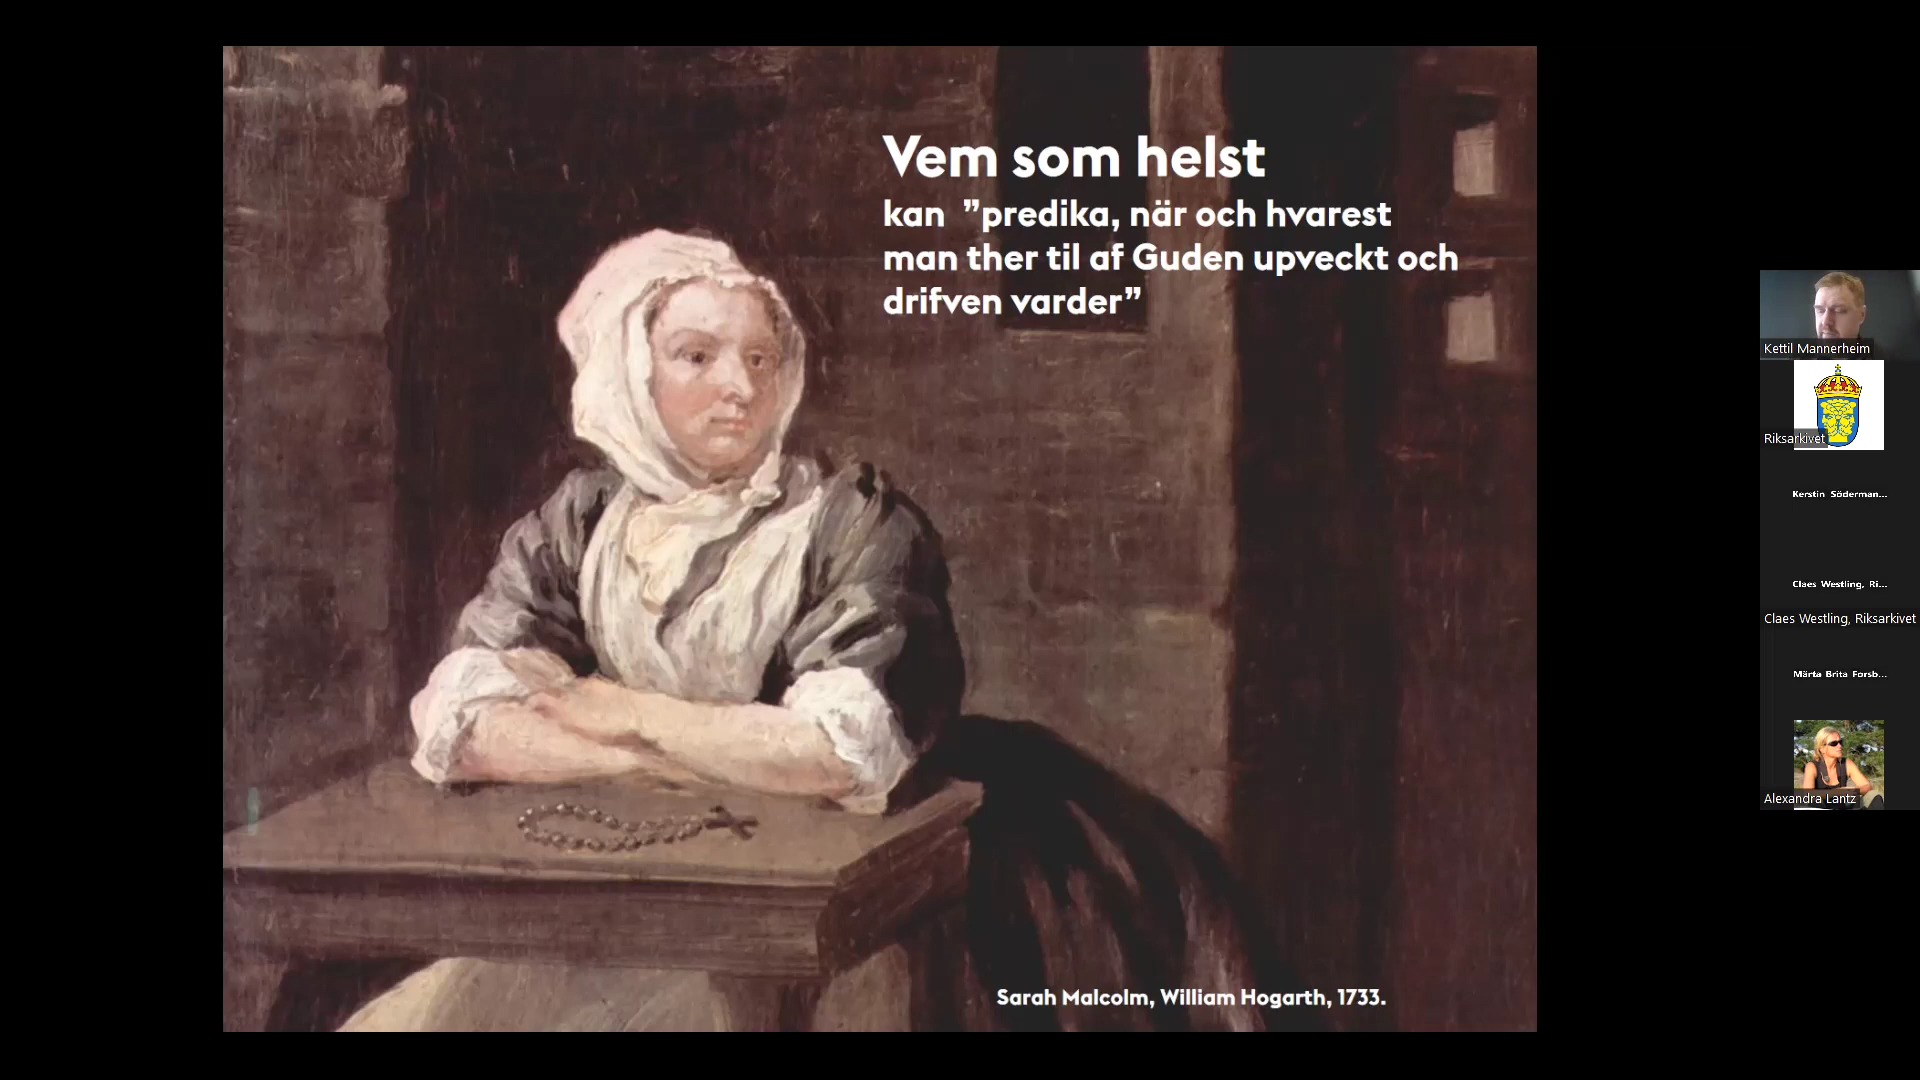 Vem som helst
kan ”predika, när och hvarest
man ther til af Guden upveckt och
drifven varder”
Sarah Malcolm, William Hogarth, 1733.
Kettil Mannerheim
Riksarkivet
Kerstin Söderman...
Claes Westling, Ri...
Claes Westling, Riksarkivet
Märta Brita Forsb...
Alexandra Lantz